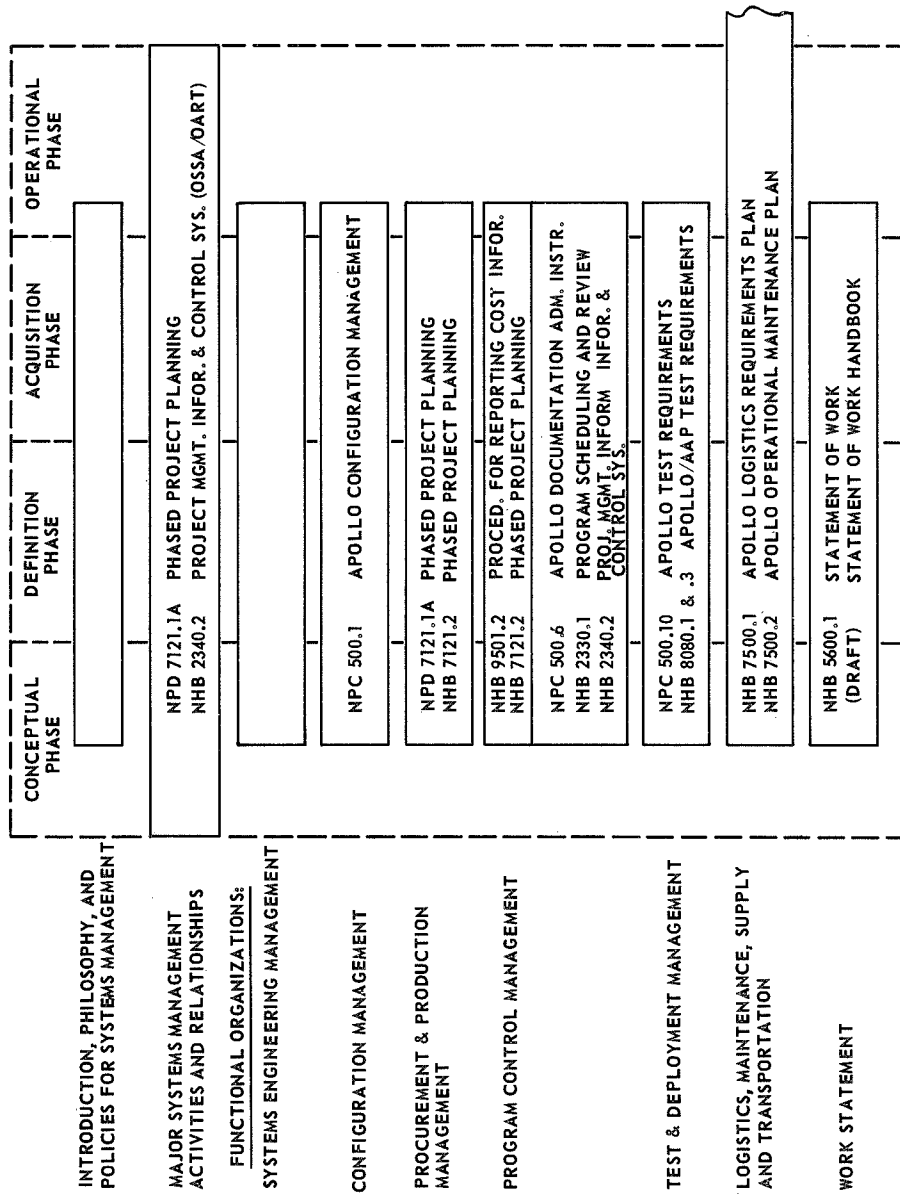 CONCEPTUAL
PHASE
DEFINITION
PHASE
ACQUISITION
PHASE
OPERATIONAL
PHASE
INTRODUCTION, PHILOSOPHY, AND
POLICIES FOR SYSTEMS MANAGEMENT
MAJOR SYSTEMS MANAGEMENT
ACTIVITIES AND RELATIONSHIPS
NPD 7121.1A PHASED PROJECT PLANNING
NHB 2340.2 PROJECT MGMT. INFOR. & CONTROL SYS. (OSSA/OART)
FUNCTIONAL ORGANIZATIONS:
SYSTEMS ENGINEERING MANAGEMENT
CONFIGURATION MANAGEMENT
NPC 500.1 APOLLO CONFIGURATION MANAGEMENT
PROCUREMENT & PRODUCTION
MANAGEMENT
NPD 7121.1A PHASED PROJECT PLANNING
NHB 7121.2 PHASED PROJECT PLANNING
PROGRAM CONTROL MANAGEMENT
NHB 9501.2 PROCED. FOR REPORTING COST INFOR.
NHB 7121.2 PHASED PROJECT PLANNING
NPC 500.6 APOLLO DOCUMENTATION ADM. INSTR.
NHB 2330.1 PROGRAM SCHEDULING AND REVIEW
NHB 2340.2 PROJ. MGMT. INFORM INFOR. &
CONTROL SYS.
TEST & DEPLOYMENT MANAGEMENT
NPC 500.10 APOLLO TEST REQUIREMENTS
NHB 8080.1 & .3 APOLLO/AAP TEST REQUIREMENTS
LOGISTICS, MAINTENANCE, SUPPLY
AND TRANSPORTATION
NHB 7500.1 APOLLO LOGISTICS REQUIREMENTS PLAN
NHB 7500.2 APOLLO OPERATIONAL MAINTENANCE PLAN
WORK STATEMENT
NHB 5600.1 STATEMENT OF WORK
(DRAFT) STATEMENT OF WORK HANDBOOK